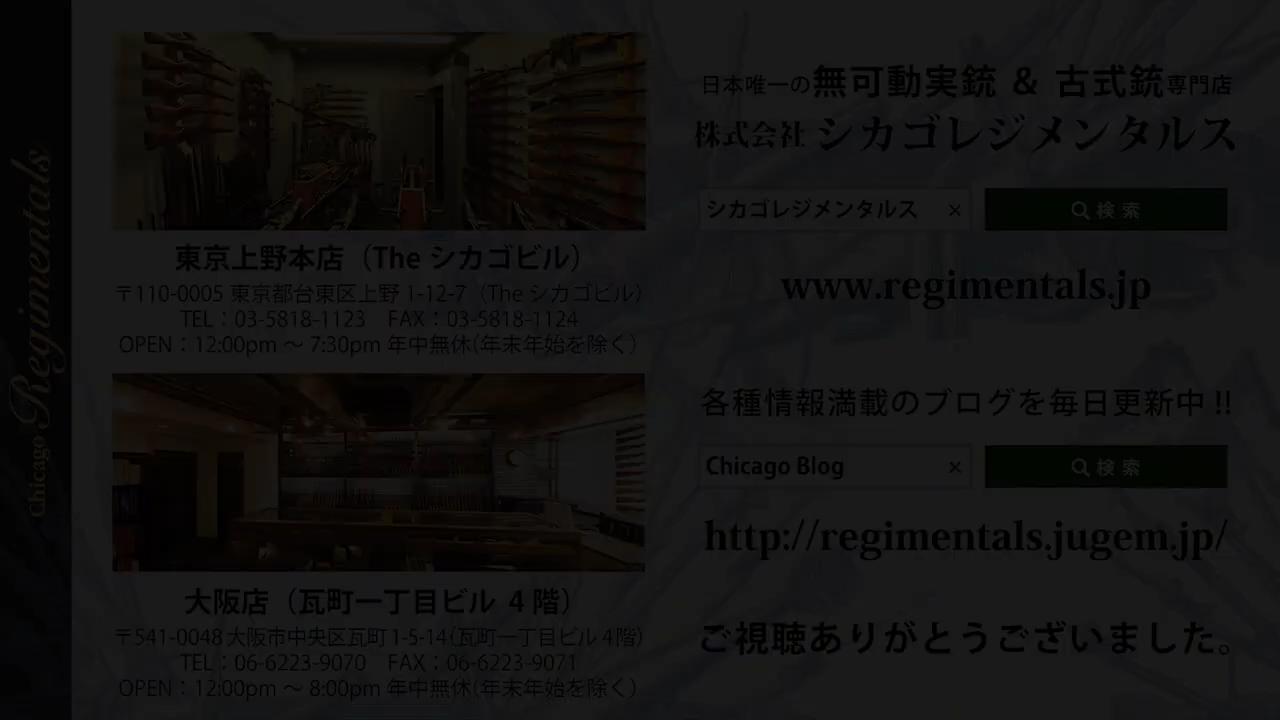 Chicago Regimentals
東京上野本店（The シカゴビル）
〒110-0005 東京都台東区上野 1-12-7（The シカゴビル）
TEL：03-5818-1123　FAX：03-5818-1124
OPEN：12:00pm ～ 7:30pm 年中無休（年末年始を除く）
大阪店（瓦町一丁目ビル ４階）
〒541-0048 大阪市中央区瓦町 1-5-14（瓦町一丁目ビル 4階）
TEL：06-6223-9070　FAX：06-6223-9071
OPEN：12:00pm ～ 8:00pm 年中無休（年末年始を除く）
日本唯一の無可動実銃 ＆ 古式銃専門店
株式会社 シカゴレジメンタルス
シカゴレジメンタルス × 検索
www.regimentals.jp
各種情報満載のブログを毎日更新中 !!
Chicago Blog × 検索
http://regimentals.jugem.jp/
ご視聴ありがとうございました。